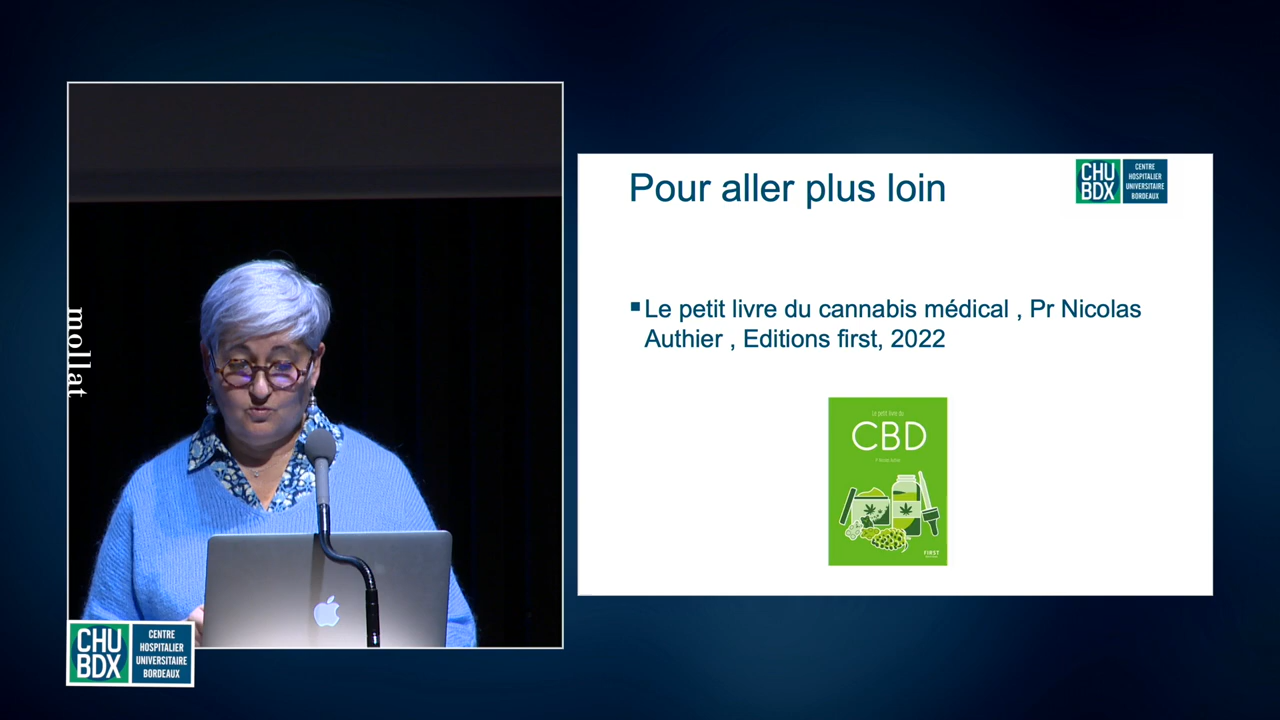 mollat
CHU
BDX
CENTRE
HOSPITALIER
UNIVERSITAIRE
BORDEAUX
Pour aller plus loin
CHU
BDX
CENTRE
HOSPITALIER
UNIVERSITAIRE
BORDEAUX
▪Le petit livre du cannabis médical , Pr Nicolas
Authier , Editions first, 2022
Le petit livre du
CBD
FIRST